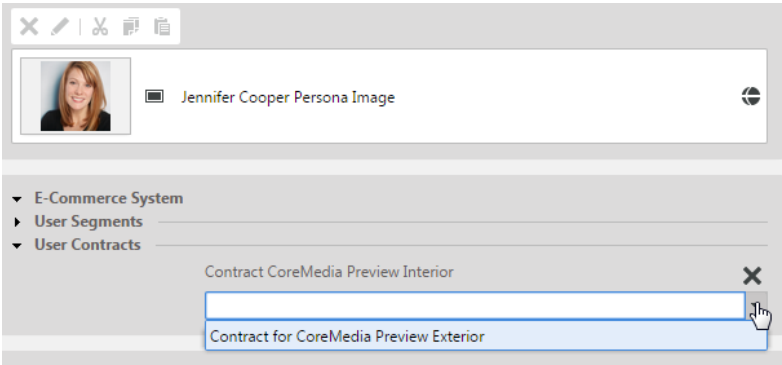 Jennifer Cooper Persona Image
E-Commerce System
User Segments
User Contracts
Contract CoreMedia Preview Interior
Contract for CoreMedia Preview Exterior